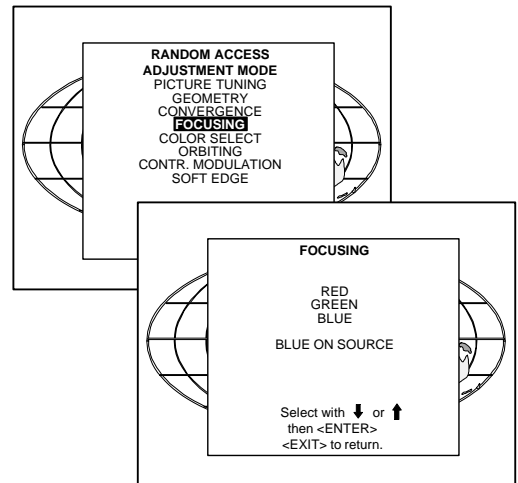 RANDOM ACCESS
ADJUSTMENT MODE
PICTURE TUNING
GEOMETRY
CONVERGENCE
FOCUSING
COLOR SELECT
ORBITING
CONTR. MODULATION
SOFT EDGE
FOCUSING
RED
GREEN
BLUE
BLUE ON SOURCE
Select with ⬇ or ⬆
then <ENTER>
<EXIT> to return.